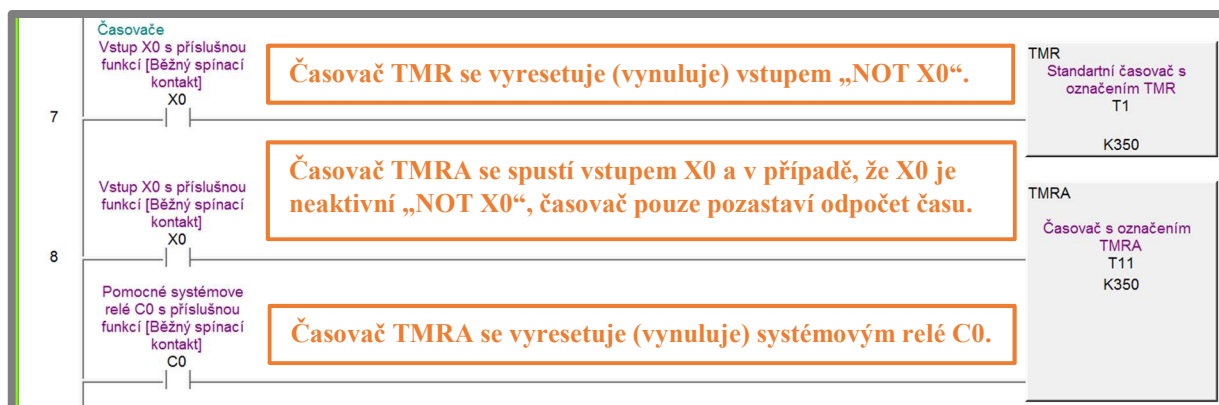 Časovače
Vstup X0 s příslušnou
funkcí [Běžný spínací
kontakt]
X0
7
Časovač TMR se vyresetuje (vynuluje) vstupem „NOT X0“.
TMR
Standartní časovač s
označením TMR
T1
K350
Vstup X0 s příslušnou
funkcí [Běžný spínací
kontakt]
X0
8
Časovač TMRA se spustí vstupem X0 a v případě, že X0 je
neaktivní „NOT X0“, časovač pouze pozastaví odpočet času.
TMRA
Časovač s označením
TMRA
T11
K350
Pomocné systémove
relé C0 s příslušnou
funkcí [Běžný spínací
kontakt]
C0
Časovač TMRA se vyresetuje (vynuluje) systémovým relé C0.